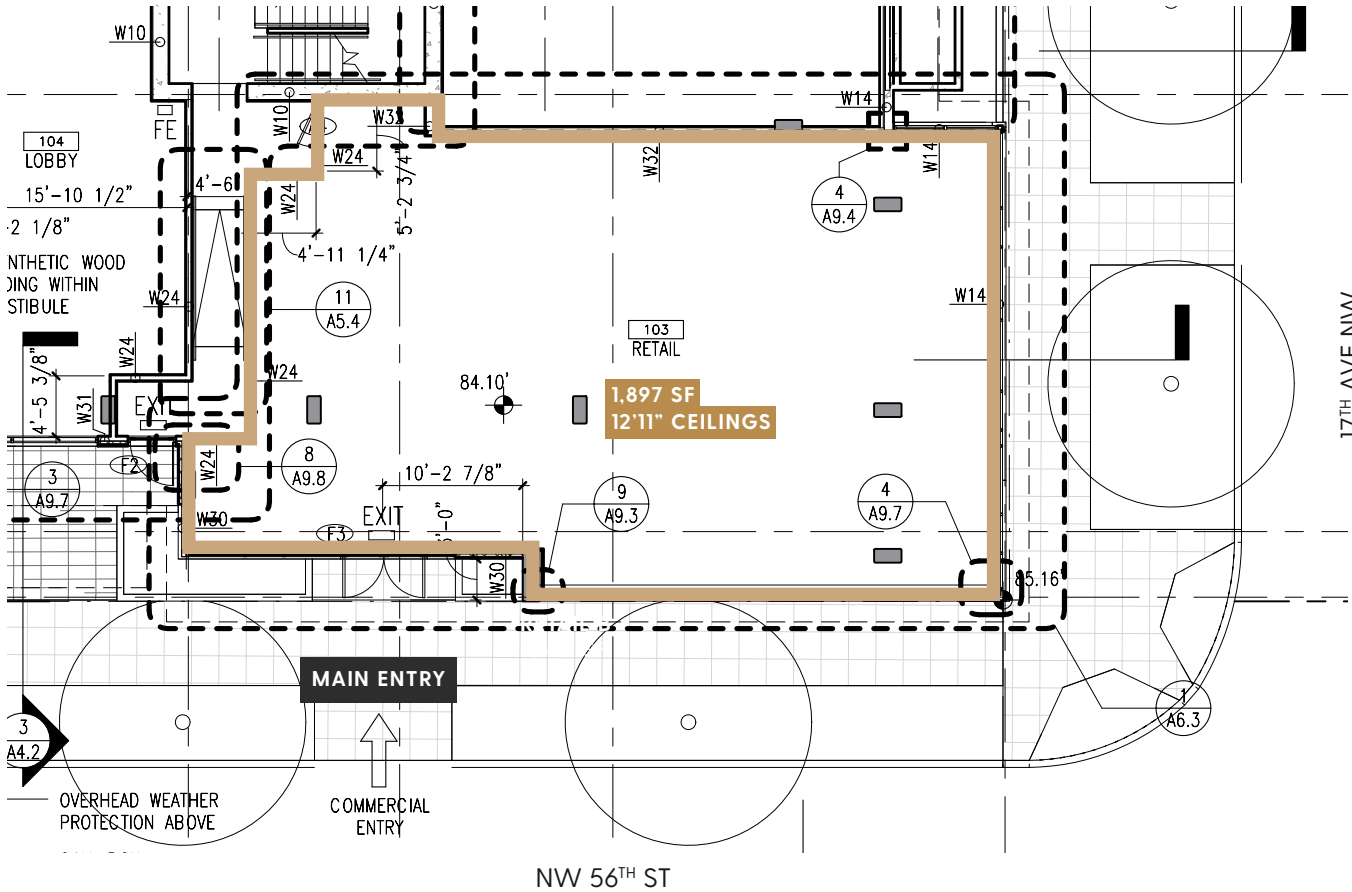 W10
W10
W32
W14
FE
104
LOBBY
W24
W32
W14
4
A9.4
15'-10 1/2"
4'-6
W24
5'-2 3/4"
-2 1/8"
4'-11 1/4"
NTHETIC WOOD
DING WITHIN
STIBULE
W24
11
A5.4
W14
103
RETAIL
17TH AVE NW
W24
W24
84.10'
1,897 SF
12'11" CEILINGS
4'-5 3/8"
W31
EXIT
F2
W24
8
A9.8
10'-2 7/8"
3
A9.7
9
A9.3
4
A9.7
W30
F3
EXIT
'-0"
W30
85.16'
MAIN ENTRY
1
A6.3
3
A4.2
OVERHEAD WEATHER
PROTECTION ABOVE
COMMERCIAL
ENTRY
NW 56TH ST